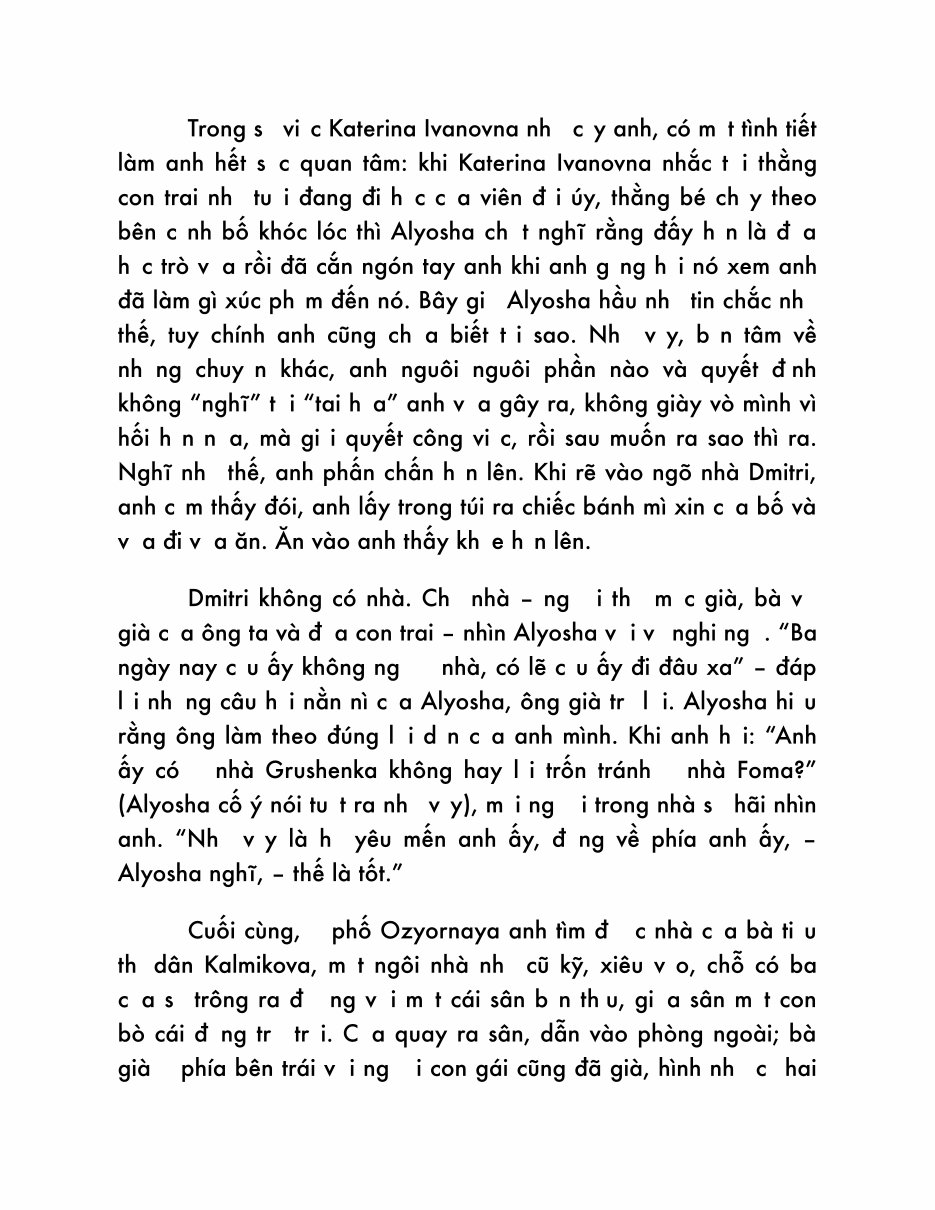 Trong s vi c Katerina Ivanovna nh c y anh, có m t tình tiết
làm anh hết s c quan tâm: khi Katerina Ivanovna nhắc t i thằng
con trai nh tu i đang đi h c c a viên đ i úy, thằng bé ch y theo
bên c nh bố khóc lóc thì Alyosha ch t nghĩ rằng đấy h n là đ a
h c trò v a rồi đã cắn ngón tay anh khi anh g ng h i nó xem anh
đã làm gì xúc ph m đến nó. Bây gi Alyosha hầu nh tin chắc nh
thế, tuy chính anh cũng ch a biết t i sao. Nh v y, b n tâm về
nh ng chuy n khác, anh nguôi nguôi phần nào và quyết đ nh
không “nghĩ” t i “tai h a” anh v a gây ra, không giày vò mình vì
hối h n n a, mà gi i quyết công vi c, rồi sau muốn ra sao thì ra.
Nghĩ nh thế, anh phấn chấn h n lên. Khi rẽ vào ngõ nhà Dmitri,
anh c m thấy đói, anh lấy trong túi ra chiếc bánh mì xin c a bố và
v a đi v a ăn. Ăn vào anh thấy kh e h n lên.
Dmitri không có nhà. Ch nhà – ng i th m c già, bà v
già c a ông ta và đ a con trai – nhìn Alyosha v i v nghi ng . “Ba
ngày nay c u ấy không ng nhà, có lẽ c u ấy đi đâu xa” – đáp
l i nh ng câu h i nằn nì c a Alyosha, ông già tr l i. Alyosha hi u
rằng ông làm theo đúng l i d n c a anh mình. Khi anh h i: “Anh
ấy có nhà Grushenka không hay l i trốn tránh nhà Foma?”
(Alyosha cố ý nói tu t ra nh v y), m i ng i trong nhà s hãi nhìn
anh. “Nh v y là h yêu mến anh ấy, đ ng về phía anh ấy, –
Alyosha nghĩ, – thế là tốt.”
Cuối cùng, phố Ozyornaya anh tìm đ c nhà c a bà ti u
th dân Kalmikova, m t ngôi nhà nh cũ kỹ, xiêu v o, chỗ có ba
c a s trông ra đ ng v i m t cái sân b n th u, gi a sân m t con
bò cái đ ng tr tr i. C a quay ra sân, dẫn vào phòng ngoài; bà
già phía bên trái v i ng i con gái cũng đã già, hình nh c hai